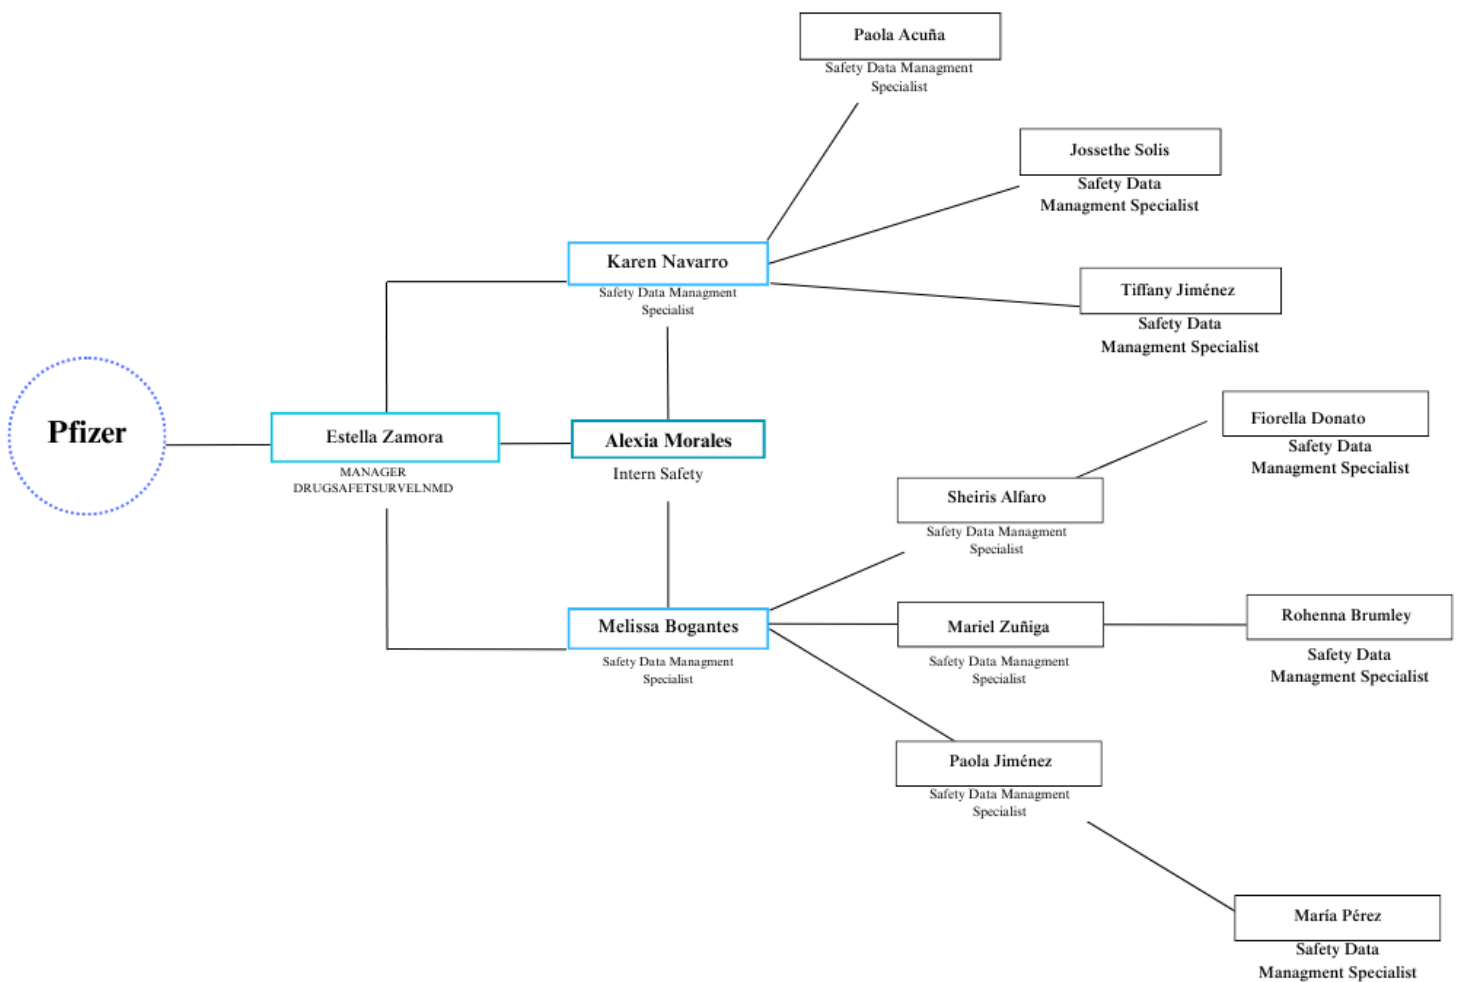 Paola Acuña
Safety Data Managment
Specialist
Jossethe Solis
Safety Data
Managment Specialist
Karen Navarro
Safety Data Managment
Specialist
Tiffany Jiménez
Safety Data
Managment Specialist
Pfizer
Estella Zamora
MANAGER
DRUGSAFETSURVELNMD
Alexia Morales
Intern Safety
Fiorella Donato
Safety Data
Managment Specialist
Sheiris Alfaro
Safety Data Managment
Specialist
Melissa Bogantes
Safety Data Managment
Specialist
Mariel Zuñiga
Safety Data Managment
Specialist
Rohenna Brumley
Safety Data
Managment Specialist
Paola Jiménez
Safety Data Managment
Specialist
María Pérez
Safety Data
Managment Specialist